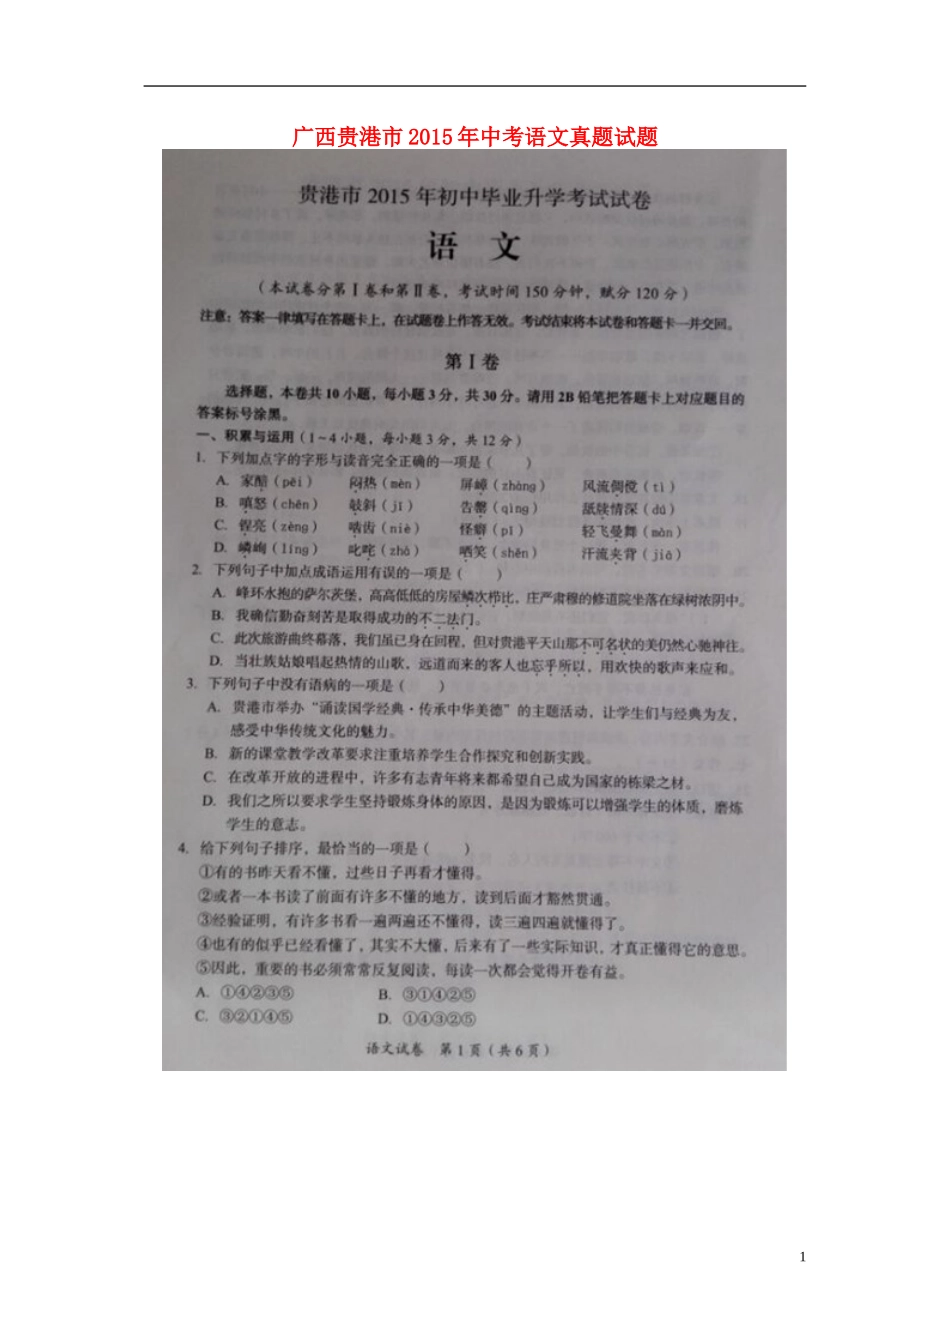 广西贵港市2015年中考语文真题试题
贵港市 2015 年初中毕业升学考试试卷
语 文
（本试卷分第Ⅰ卷和第Ⅱ卷，考试时间 150 分钟，赋分 120 分）
注意：答案一律填写在答题卡上，在试题卷上作答无效。考试结束将本试卷和答题卡一并交回。
第Ⅰ卷
选择题，本卷共 10 小题，每小题 3 分，共 30 分。请用 2B 铅笔把答题卡上对应题目的
答案标号涂黑。
一、积累与运用（1~4 小题，每小题 3 分，共 12 分）
1. 下列加点字的字形与读音完全正确的一项是（ ）
A. 家醅（pēi） 闷热（mèn） 屏嶂（zhàng） 风流倜傥（tì）
B. 嗔怒（chēn） 敧斜（jī） 告罄（qìng） 舐犊情深（dú）
C. 锃亮（zèng） 啮齿（niè） 怪癖（pǐ） 轻飞曼舞（màn）
D. 嶙峋（líng） 叱咤（zhà） 哂笑（shěn） 汗流夹背（jiā）
2. 下列句子中加点成语运用有误的一项是（ ）
A. 峰环水抱的萨尔茨堡，高高低低的房屋鳞次栉比，庄严肃穆的修道院坐落在绿树浓阴中。
B. 我确信勤奋刻苦是取得成功的不二法门。
C. 此次旅游曲终幕落，我们虽已身在回程，但对贵港平天山那不可名状的美仍然心驰神往。
D. 当壮族姑娘唱起热情的山歌，远道而来的客人也忘乎所以，用欢快的歌声来应和。
3. 下列句子中没有语病的一项是（ ）
A. 贵港市举办“诵读国学经典·传承中华美德”的主题活动，让学生们与经典为友，
感受中华传统文化的魅力。
B. 新的课堂教学改革要求注重培养学生合作探究和创新实践。
C. 在改革开放的进程中，许多有志青年将来都希望自己成为国家的栋梁之材。
D. 我们之所以要求学生坚持锻炼身体的原因，是因为锻炼可以增强学生的体质，磨炼
学生的意志。
4. 给下列句子排序，最恰当的一项是（ ）
①有的书昨天看不懂，过些日子再看才懂得。
②或者一本书读了前面有许多不懂的地方，读到后面才豁然贯通。
③经验证明，有许多书看一遍两遍还不懂得，读三遍四遍就懂得了。
④也有的似乎已经看懂了，其实不大懂，后来有了一些实际知识，才真正懂得它的意思。
⑤因此，重要的书必须常常反复阅读，每读一次都会觉得开卷有益。
A. ①④②③⑤ B. ③①④②⑤
C. ③②①④⑤ D. ①④③②⑤
语文试卷 第 1 页（共 6 页）
1